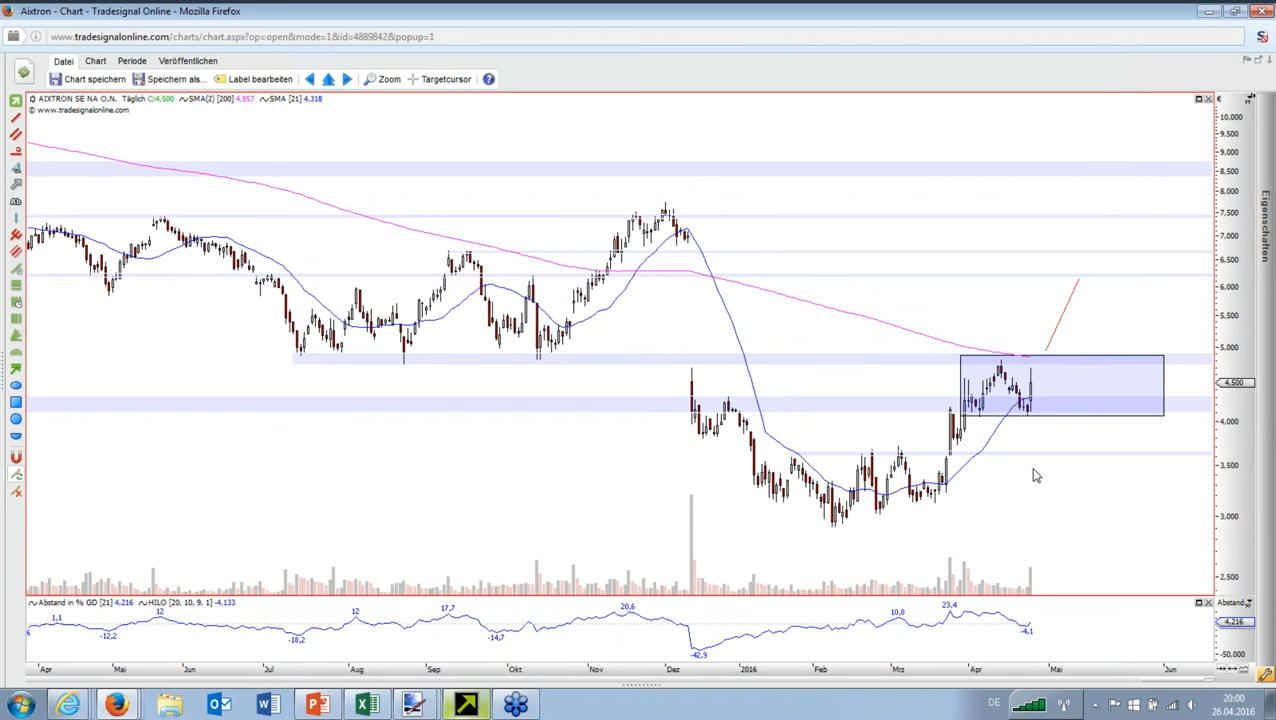 Aixtron - Chart - Tradesignal Online - Mozilla Firefox
www.tradesignalonline.com/charts/chart.aspx?op=open&mode=1&id=4889842&popup=1
Datei Chart Periode Veröffentlichen
Chart speichern Speichern als... Label bearbeiten Zoom Targetcursor
AIXTRON SE NA O.N. Täglich C:4.500 SMA(2) [200] 4,857 SMA [21] 4,318
© www.tradesignalonline.com
€
10,000
9,500
9,000
8,500
8,000
7,500
7,000
6,500
6,000
5,500
5,000
4,500
4,000
3,500
3,000
2,500
Eigenschaften
Ab
Abstand in % GD [21] 4,216 HILO [20, 10, 9, 1] -4,133
Abstand
6 1,1 -12,2 12 -18,2 12 17,7 -14,7 20,6 -42,9 10,8 23,4 -4,1
4,216
-50.000
Apr Mai Jun Jul Aug Sep Okt Nov Dez 2016 Feb Mrz Apr Mai Jun
DE
20:00
26.04.2016